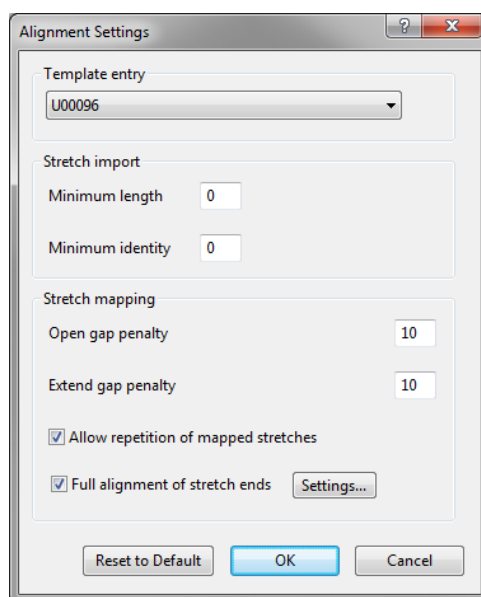 Alignment Settings
Template entry
U00096
Stretch import
Minimum length 0
Minimum identity 0
Stretch mapping
Open gap penalty 10
Extend gap penalty 10
Allow repetition of mapped stretches
Full alignment of stretch ends Settings...
Reset to Default OK Cancel